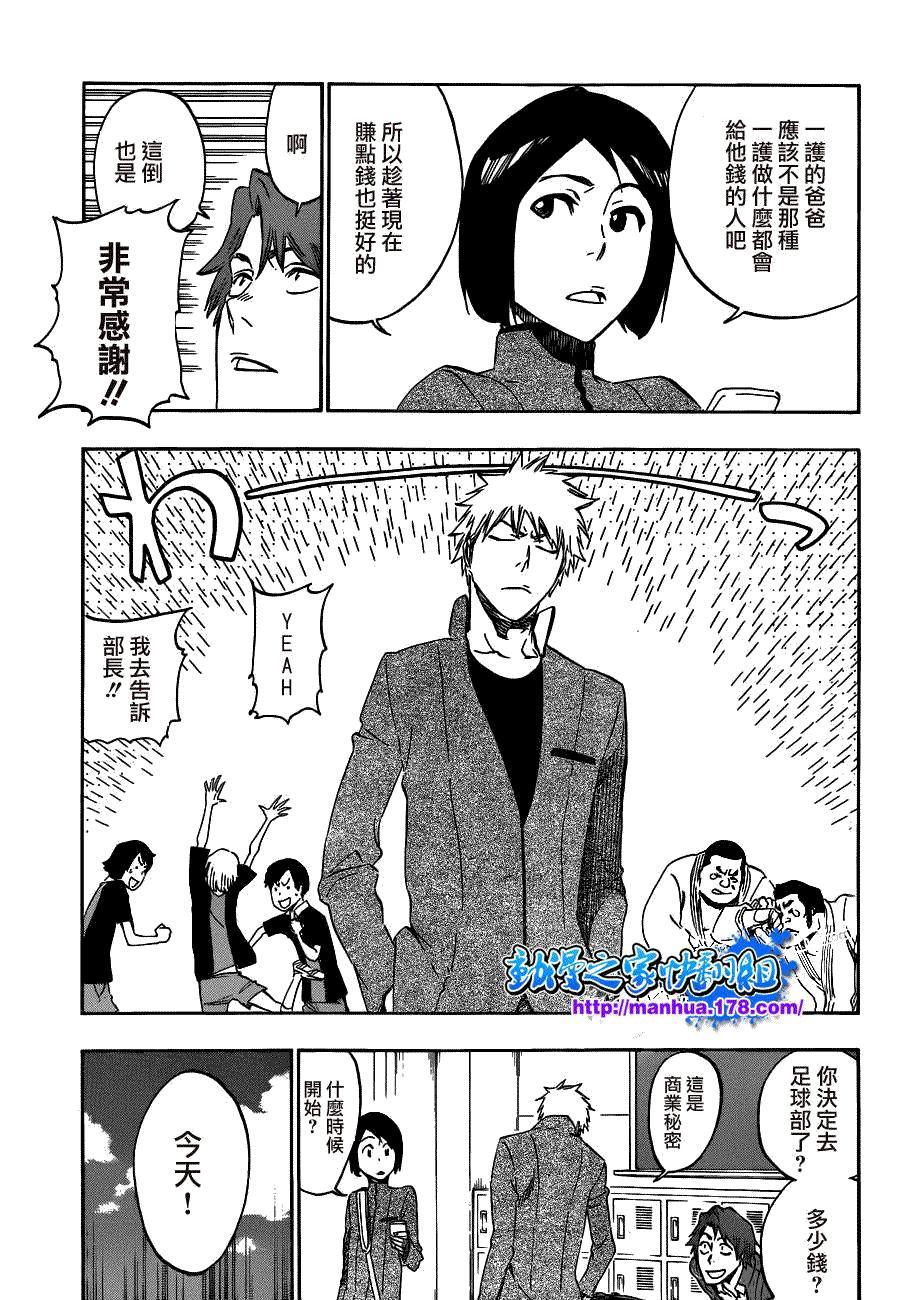 一護的爸爸
應該不是那種
一護做什麼都會
給他錢的人吧
所以趁著現在
賺點錢也挺好的
啊
這倒
也是
非常感謝!!
わーっ
YEAH
我去告訴
部長!!
動漫之家快翻組
http://manhua.178.com/
你決定去
足球部了?
多少錢?
這是
商業秘密
什麼時候
開始?
今天!